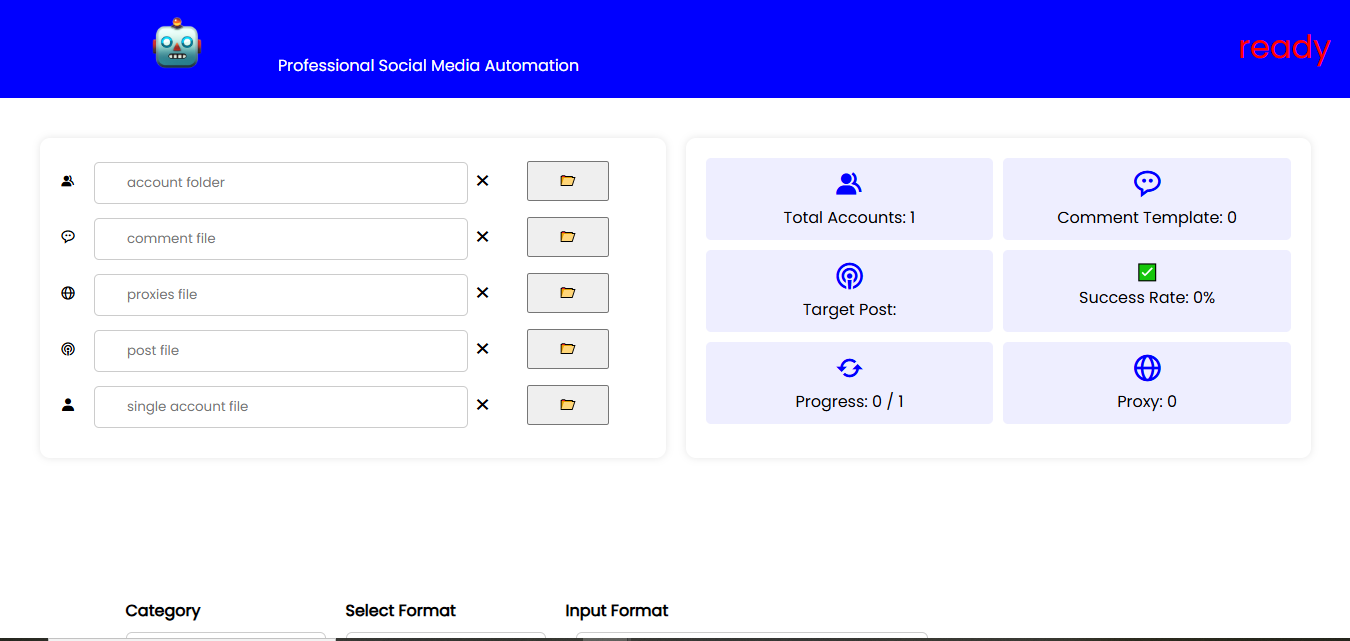 Professional Social Media Automation
ready
account folder
comment file
proxies file
post file
single account file
Total Accounts: 1
Comment Template: 0
Target Post:
Success Rate: 0%
Progress: 0 / 1
Proxy: 0
Category
Select Format
Input Format